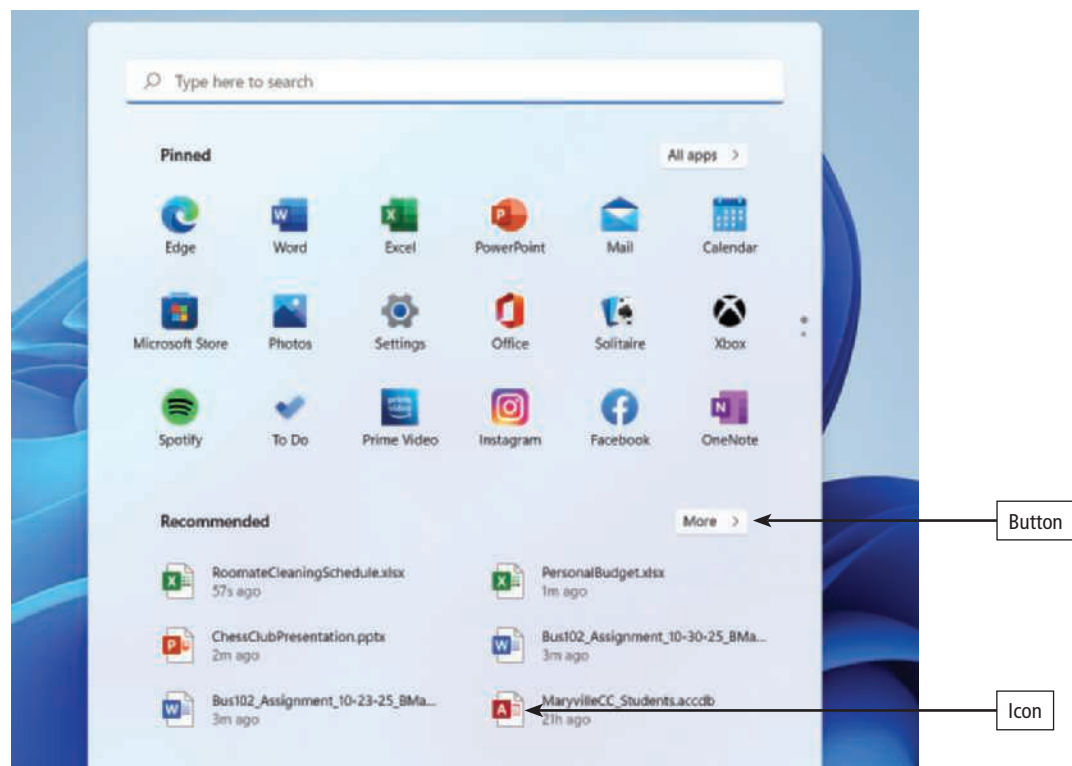 Type here to search
Pinned
All apps >
Edge
Word
Excel
PowerPoint
Mail
Calendar
Microsoft Store
Photos
Settings
Office
Solitaire
Xbox
Spotify
To Do
Prime Video
Instagram
Facebook
OneNote
Recommended
More >
Button
RoomateCleaningSchedule.xlsx
57s ago
PersonalBudget.xlsx
1m ago
ChessClubPresentation.pptx
2m ago
Bus102_Assignment_10-30-25_BMa...
3m ago
Bus102_Assignment_10-23-25_BMa...
3m ago
MaryvilleCC_Students.accdb
21h ago
Icon